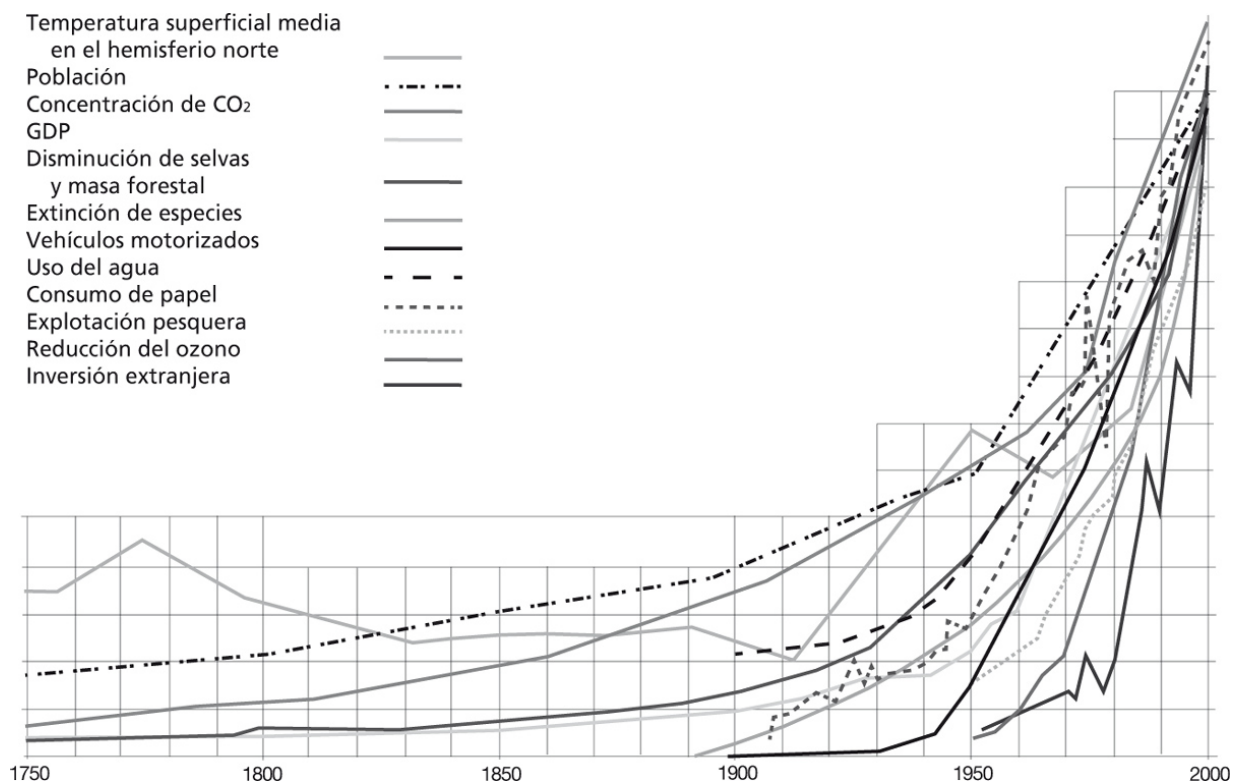 Temperatura superficial media
en el hemisferio norte
Población
Concentración de CO2
GDP
Disminución de selvas
y masa forestal
Extinción de especies
Vehículos motorizados
Uso del agua
Consumo de papel
Explotación pesquera
Reducción del ozono
Inversión extranjera
1750 1800 1850 1900 1950 2000